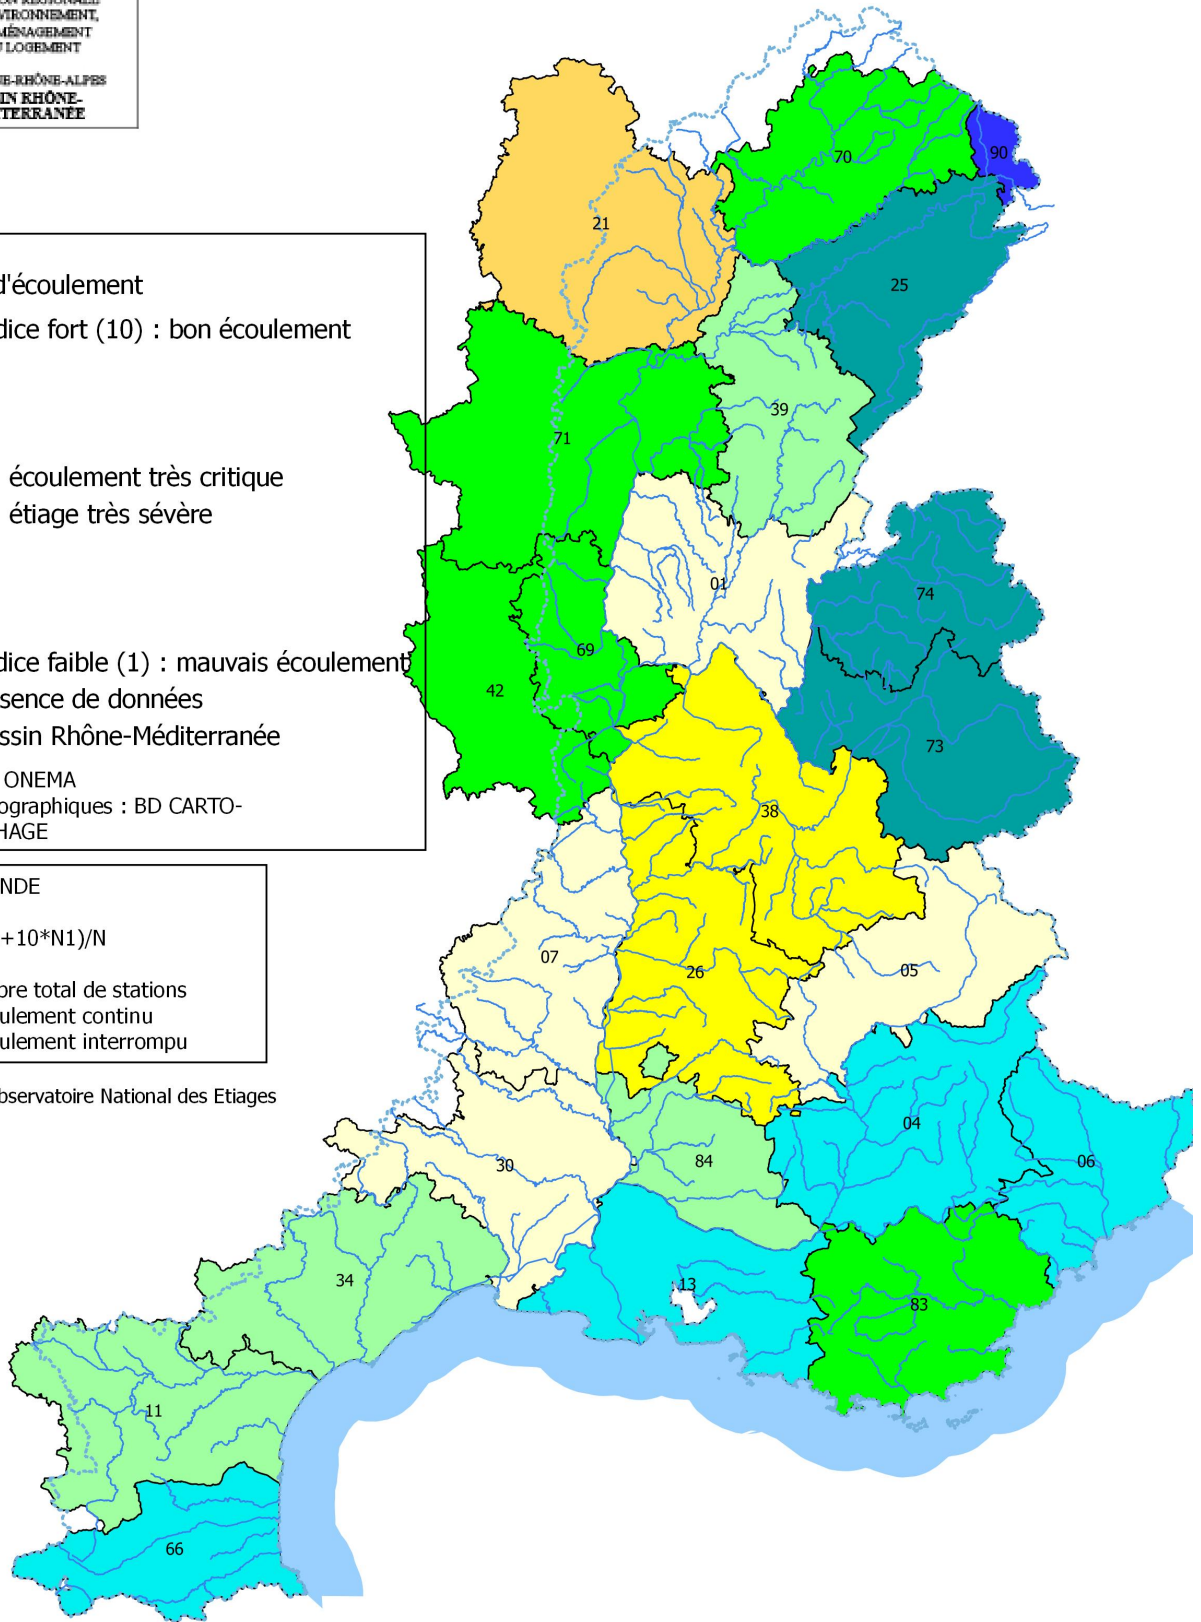 VIRONNEMENT,
MÉNAGEMENT
U LOGEMENT
NE-RHÔNE-ALPES
IN RHÔNE-
TERRANÉE
d'écoulement
dice fort (10) : bon écoulement
écoulement très critique
étiage très sévère
dice faible (1) : mauvais écoulement
sence de données
ssin Rhône-Méditerranée
ONEMA
ographiques : BD CARTO-
HAGE
NDE
+10*N1)/N
bre total de stations
ulement continu
ulement interrompu
bservatoire National des Etiages
70
90
21
25
39
71
01
74
69
42
73
38
07
26
05
04
84
06
30
34
13
83
11
66